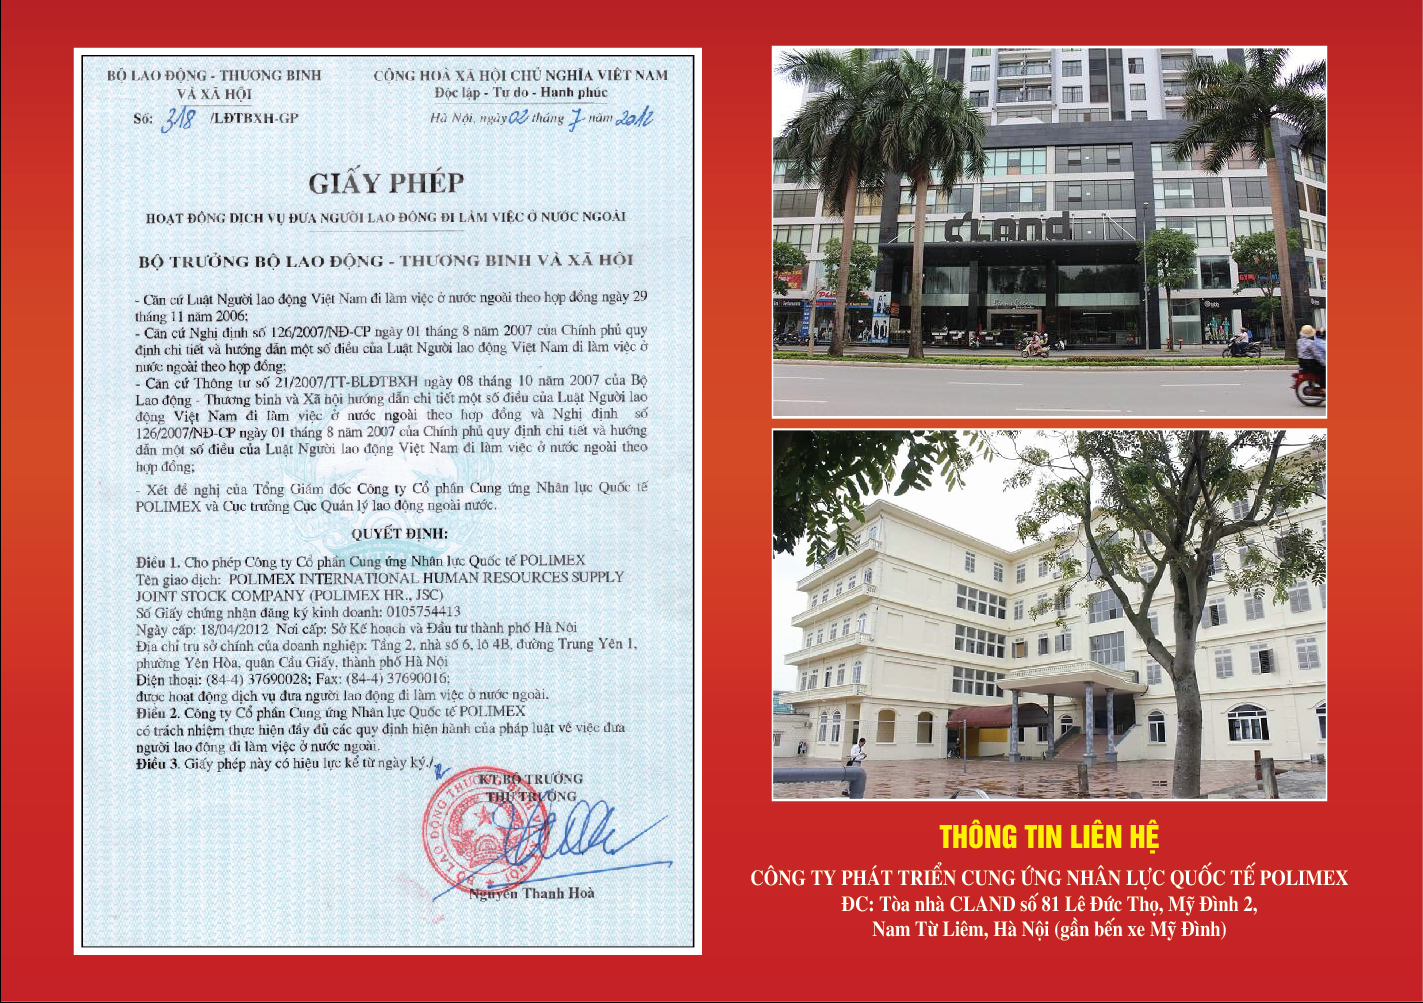 BỘ LAO ĐỘNG - THƯƠNG BINH
VÀ XÃ HỘI
Số: 318 /LĐTBXH-GP
CỘNG HOÀ XÃ HỘI CHỦ NGHĨA VIỆT NAM
Độc lập - Tự do - Hạnh phúc
Hà Nội, ngày 02 tháng 7 năm 2012
GIẤY PHÉP
HOẠT ĐỘNG DỊCH VỤ ĐƯA NGƯỜI LAO ĐỘNG ĐI LÀM VIỆC Ở NƯỚC NGOÀI
BỘ TRƯỞNG BỘ LAO ĐỘNG - THƯƠNG BINH VÀ XÃ HỘI
- Căn cứ Luật Người lao động Việt Nam đi làm việc ở nước ngoài theo hợp đồng ngày 29
tháng 11 năm 2006;
- Căn cứ Nghị định số 126/2007/NĐ-CP ngày 01 tháng 8 năm 2007 của Chính phủ quy
định chi tiết và hướng dẫn một số điều của Luật Người lao động Việt Nam đi làm việc ở
nước ngoài theo hợp đồng;
- Căn cứ Thông tư số 21/2007/TT-BLĐTBXH ngày 08 tháng 10 năm 2007 của Bộ
Lao động - Thương binh và Xã hội hướng dẫn chi tiết một số điều của Luật Người lao
động Việt Nam đi làm việc ở nước ngoài theo hợp đồng và Nghị định số
126/2007/NĐ-CP ngày 01 tháng 8 năm 2007 của Chính phủ quy định chi tiết và hướng
dẫn một số điều của Luật Người lao động Việt Nam đi làm việc ở nước ngoài theo
hợp đồng;
- Xét đề nghị của Tổng Giám đốc Công ty Cổ phần Cung ứng Nhân lực Quốc tế
POLIMEX và Cục trưởng Cục Quản lý lao động ngoài nước.
QUYẾT ĐỊNH:
Điều 1. Cho phép Công ty Cổ phần Cung ứng Nhân lực Quốc tế POLIMEX
Tên giao dịch: POLIMEX INTERNATIONAL HUMAN RESOURCES SUPPLY
JOINT STOCK COMPANY (POLIMEX HR., JSC)
Số Giấy chứng nhận đăng ký kinh doanh: 0105754413
Ngày cấp: 18/04/2012 Nơi cấp: Sở Kế hoạch và Đầu tư thành phố Hà Nội
Địa chỉ trụ sở chính của doanh nghiệp: Tầng 2, nhà số 6, lô 4B, đường Trung Yên 1,
phường Yên Hòa, quận Cầu Giấy, thành phố Hà Nội
Điện thoại: (84-4) 37690028; Fax: (84-4) 37690016;
được hoạt động dịch vụ đưa người lao động đi làm việc ở nước ngoài.
Điều 2. Công ty Cổ phần Cung ứng Nhân lực Quốc tế POLIMEX
có trách nhiệm thực hiện đầy đủ các quy định hiện hành của pháp luật về việc đưa
người lao động đi làm việc ở nước ngoài.
Điều 3. Giấy phép này có hiệu lực kể từ ngày ký./.
KT.BỘ TRƯỞNG
THỨ TRƯỞNG
Nguyễn Thanh Hoà
C'LAND
THÔNG TIN LIÊN HỆ
CÔNG TY PHÁT TRIỂN CUNG ỨNG NHÂN LỰC QUỐC TẾ POLIMEX
ĐC: Tòa nhà CLAND số 81 Lê Đức Thọ, Mỹ Đình 2,
Nam Từ Liêm, Hà Nội (gần bến xe Mỹ Đình)